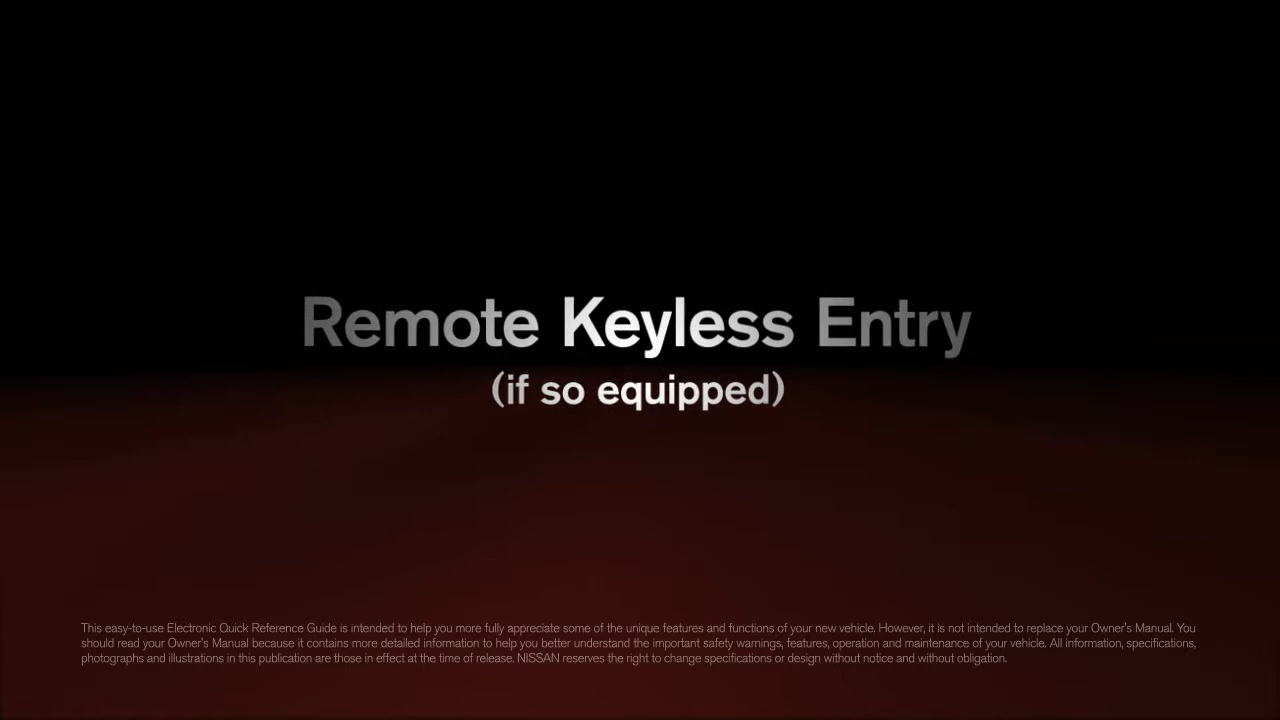 Remote Keyless Entry
(if so equipped)
This easy-to-use Electronic Quick Reference Guide is intended to help you more fully appreciate some of the unique features and functions of your new vehicle. However, it is not intended to replace your Owner's Manual. You
should read your Owner's Manual because it contains more detailed information to help you better understand the important safety warnings, features, operation and maintenance of your vehicle. All information, specifications,
photographs and illustrations in this publication are those in effect at the time of release. NISSAN reserves the right to change specifications or design without notice and without obligation.